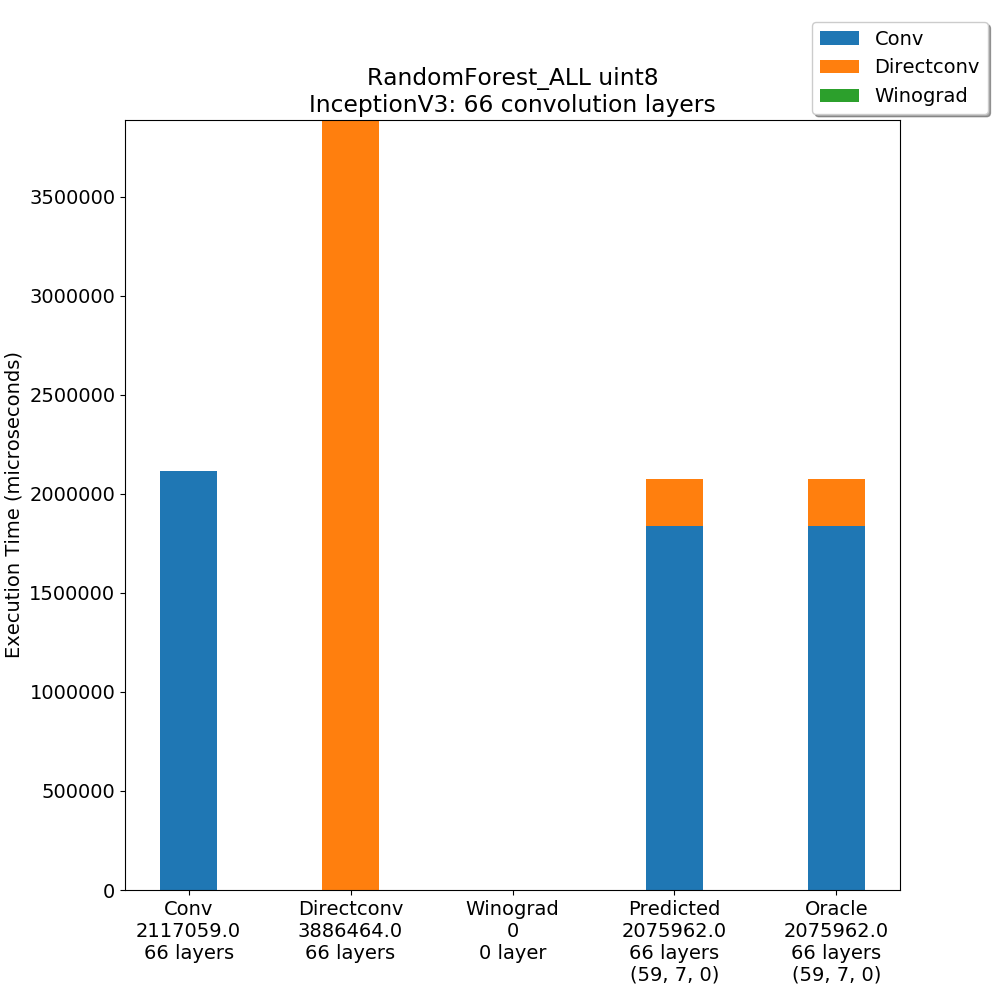 Conv
Directconv
Winograd
RandomForest_ALL uint8
InceptionV3: 66 convolution layers
Execution Time (microseconds)
3500000
3000000
2500000
2000000
1500000
1000000
500000
0
Conv
2117059.0
66 layers
Directconv
3886464.0
66 layers
Winograd
0
0 layer
Predicted
2075962.0
66 layers
(59, 7, 0)
Oracle
2075962.0
66 layers
(59, 7, 0)